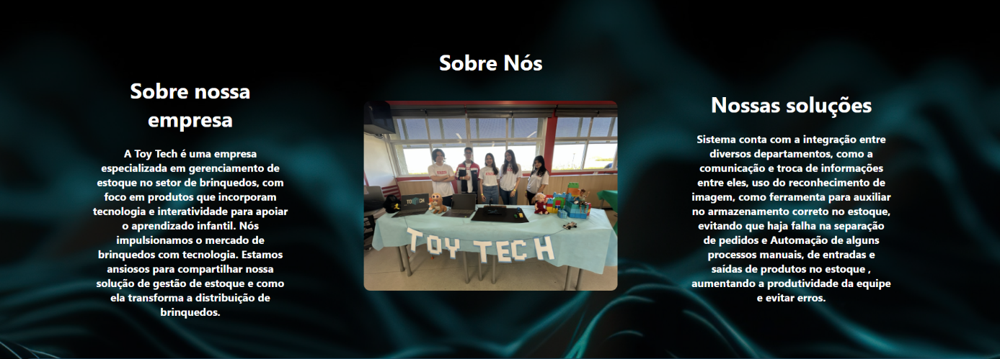 Sobre Nós
Sobre nossa
empresa
A Toy Tech é uma empresa
especializada em gerenciamento de
estoque no setor de brinquedos, com
foco em produtos que incorporam
tecnologia e interatividade para apoiar
o aprendizado infantil. Nós
impulsionamos o mercado de
brinquedos com tecnologia. Estamos
ansiosos para compartilhar nossa
solução de gestão de estoque e como
ela transforma a distribuição de
brinquedos.
TOY TECH
Nossas soluções
Sistema conta com a integração entre
diversos departamentos, como a
comunicação e troca de informações
entre eles, uso do reconhecimento de
imagem, como ferramenta para auxiliar
no armazenamento correto no estoque,
evitando que haja falha na separação
de pedidos e Automação de alguns
processos manuais, de entradas e
saídas de produtos no estoque ,
aumentando a produtividade da equipe
e evitar erros.